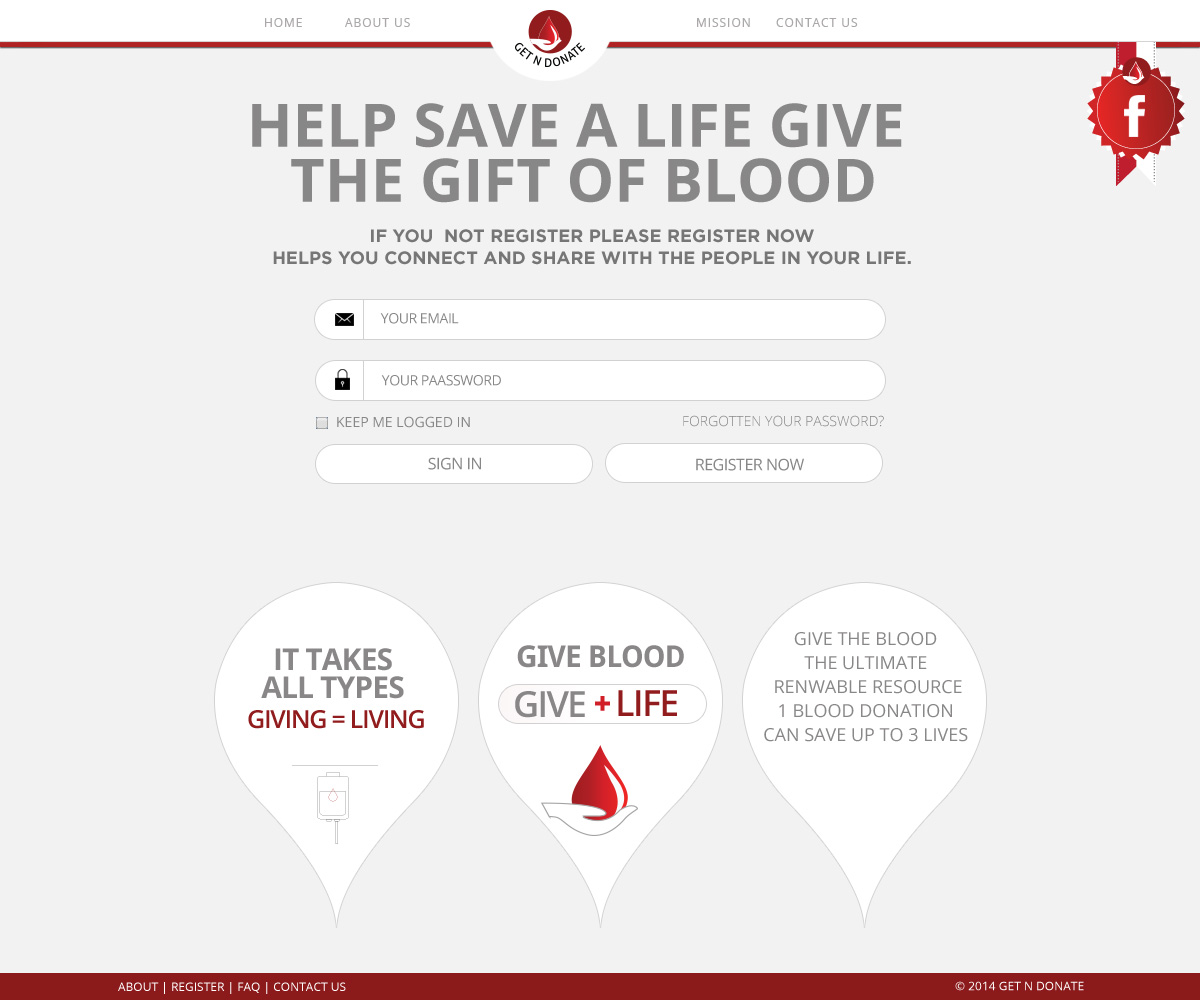 HOME ABOUT US MISSION CONTACT US
GET N DONATE
f
HELP SAVE A LIFE GIVE
THE GIFT OF BLOOD
IF YOU NOT REGISTER PLEASE REGISTER NOW
HELPS YOU CONNECT AND SHARE WITH THE PEOPLE IN YOUR LIFE.
YOUR EMAIL
YOUR PAASSWORD
KEEP ME LOGGED IN FORGOTTEN YOUR PASSWORD?
SIGN IN REGISTER NOW
IT TAKES
ALL TYPES
GIVING = LIVING
GIVE BLOOD
GIVE + LIFE
GIVE THE BLOOD
THE ULTIMATE
RENWABLE RESOURCE
1 BLOOD DONATION
CAN SAVE UP TO 3 LIVES
ABOUT | REGISTER | FAQ | CONTACT US © 2014 GET N DONATE